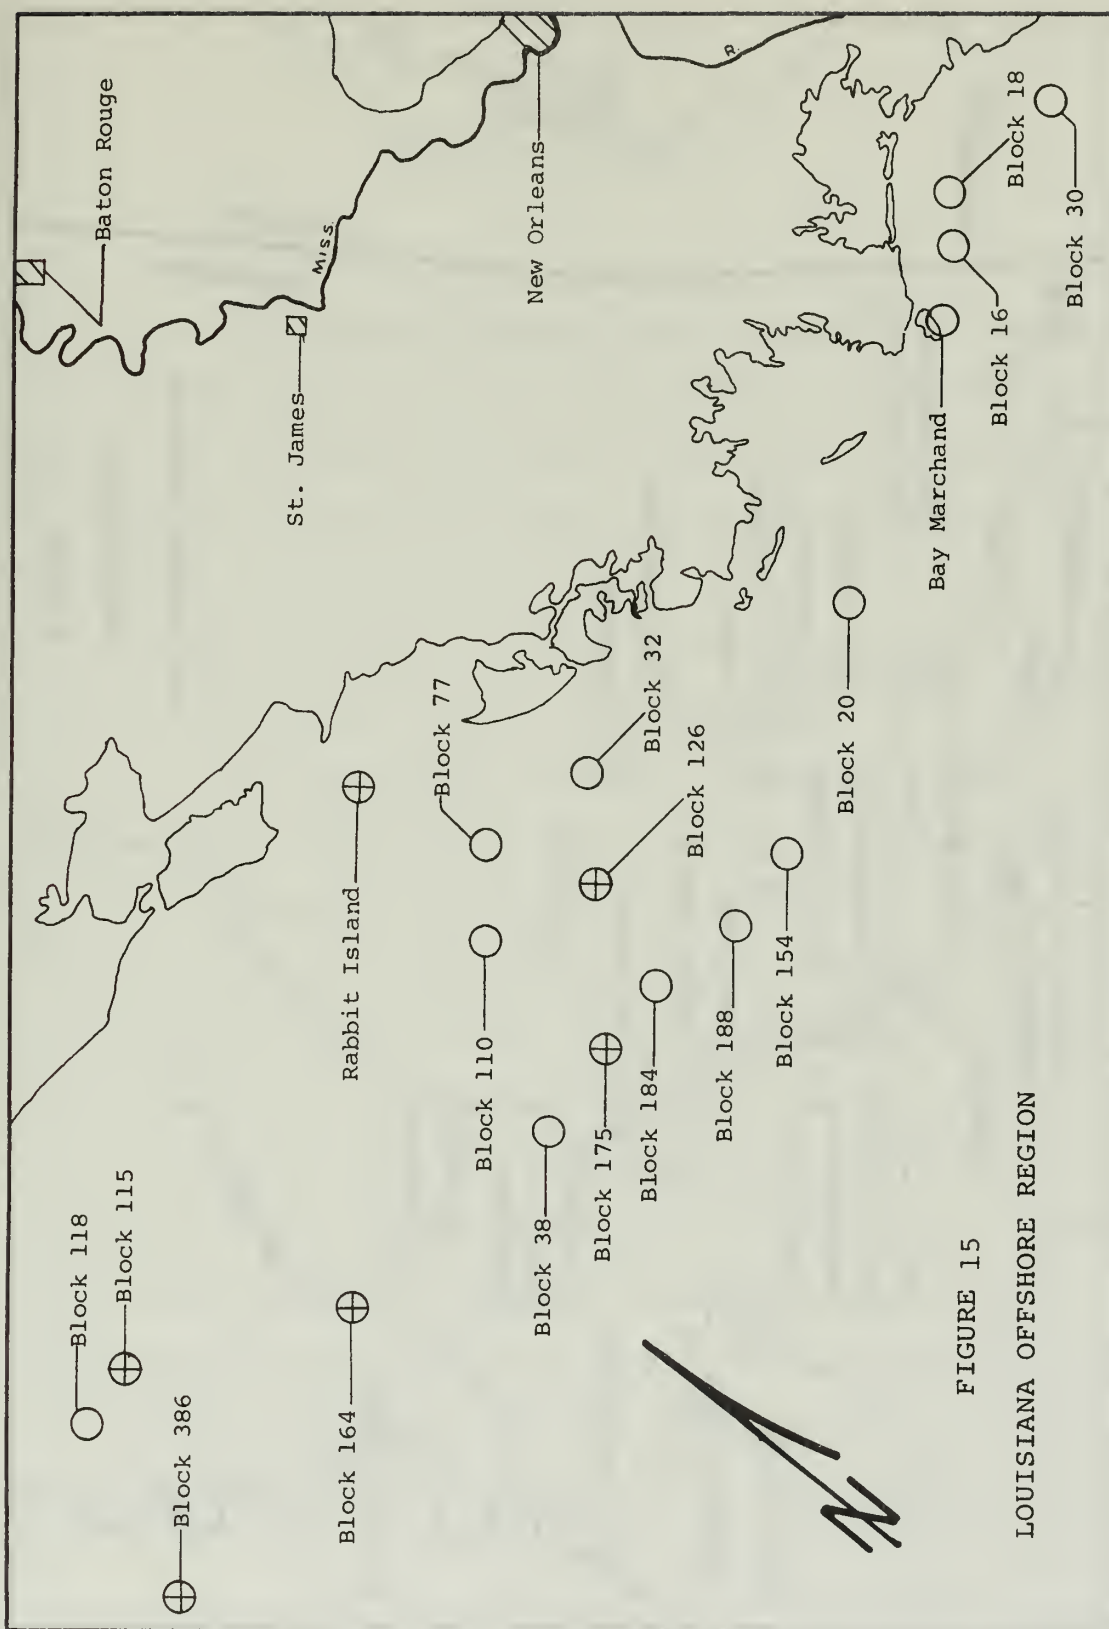 Baton Rouge
St. James
MISS.
New Orleans
R.
Block 118
Block 115
Block 386
Block 164
Rabbit Island
Block 77
Block 110
Block 38
Block 32
Block 126
Block 175
Block 184
Block 188
Block 154
Block 20
Bay Marchand
Block 16
Block 18
Block 30
N
FIGURE 15
LOUISIANA OFFSHORE REGION